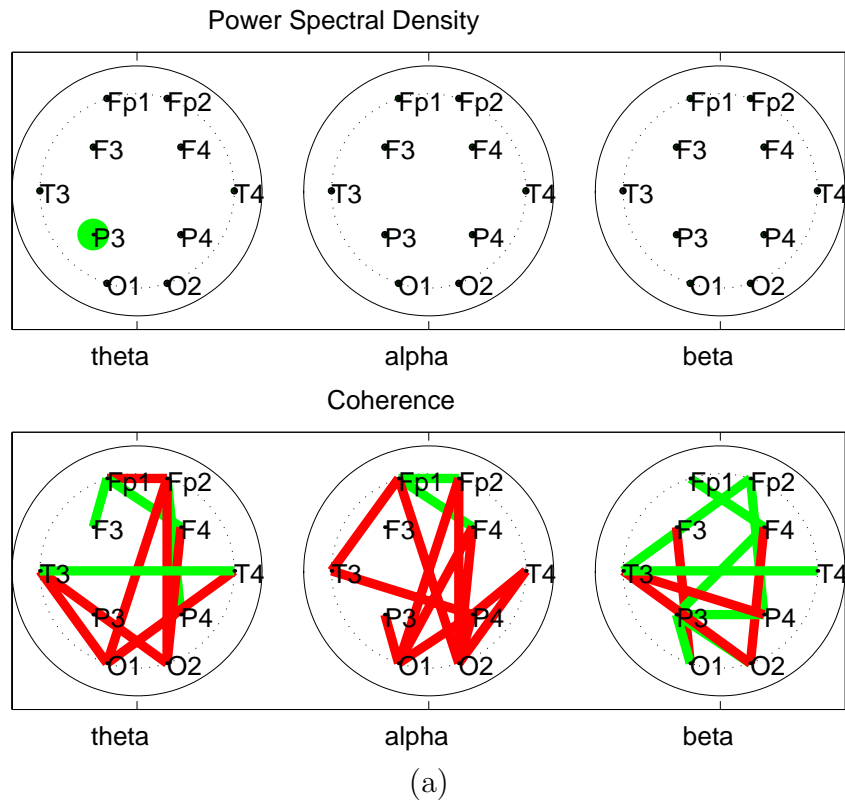 Power Spectral Density
Fp1 Fp2 Fp1 Fp2 Fp1 Fp2
F3 F4 F3 F4 F3 F4
T3 T4 T3 T4 T3 T4
P3 P4 P3 P4 P3 P4
O1 O2 O1 O2 O1 O2
theta alpha beta
Coherence
Fp1 Fp2 Fp1 Fp2 Fp1 Fp2
F3 F4 F3 F4 F3 F4
T3 T4 T3 T4 T3 T4
P3 P4 P3 P4 P3 P4
O1 O2 O1 O2 O1 O2
theta alpha beta
(a)